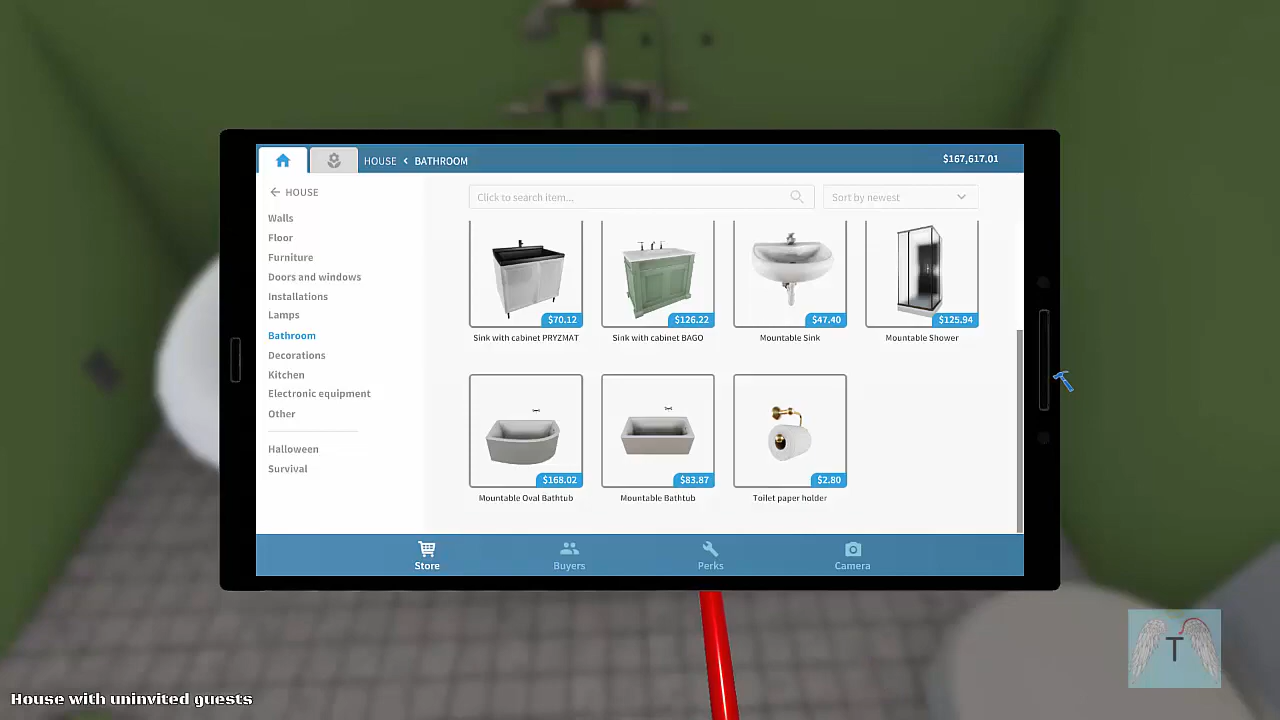 HOUSE < BATHROOM
$167,617.01
HOUSE
Click to search item...
Sort by newest
Walls
Floor
Furniture
Doors and windows
Installations
Lamps
Bathroom
Decorations
Kitchen
Electronic equipment
Other
Halloween
Survival
$70.12
$126.22
$47.40
$125.94
Sink with cabinet PRYZMAT
Sink with cabinet BAGO
Mountable Sink
Mountable Shower
$168.02
$83.87
$2.80
Mountable Oval Bathtub
Mountable Bathtub
Toilet paper holder
Store
Buyers
Perks
Camera
T
House with uninvited guests